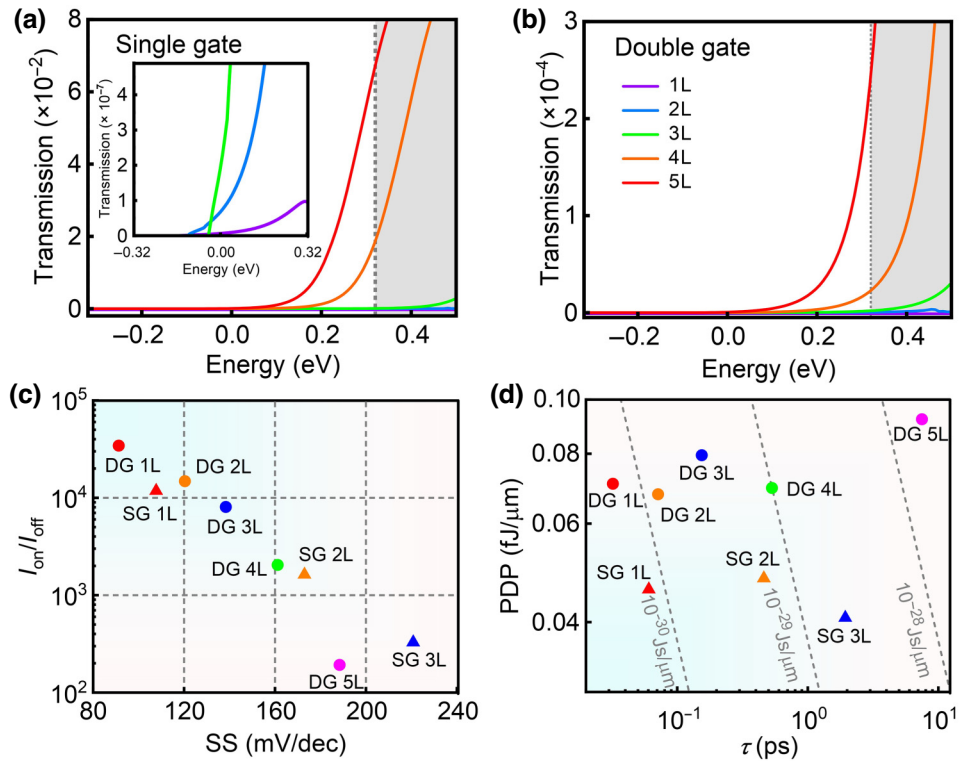 (a)
Single gate
Transmission (×10⁻²)
8
6
4
2
0
−0.2
0.0
0.2
0.4
Energy (eV)
Transmission (× 10⁻⁷)
4
3
2
1
0
−0.32
0.00
0.32
Energy (eV)
(b)
Double gate
1L
2L
3L
4L
5L
Transmission (×10⁻⁴)
3
2
1
0
−0.2
0.0
0.2
0.4
Energy (eV)
(c)
I_on/I_off
10⁵
10⁴
10³
10²
DG 1L
DG 2L
SG 1L
DG 3L
DG 4L
SG 2L
SG 3L
DG 5L
80
120
160
200
240
SS (mV/dec)
(d)
PDP (fJ/μm)
0.10
0.08
0.06
0.04
DG 5L
DG 3L
DG 1L
DG 4L
DG 2L
SG 1L
SG 2L
SG 3L
10⁻³⁰ Js/μm
10⁻²⁹ Js/μm
10⁻²⁸ Js/μm
10⁻¹
10⁰
10¹
τ (ps)